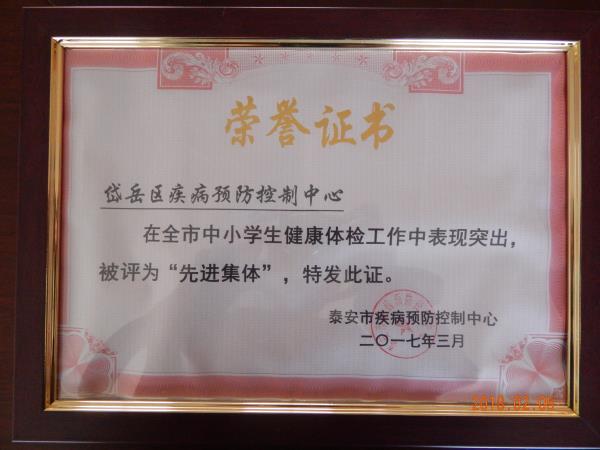 荣誉证书
岱岳区疾病预防控制中心
在全市中小学生健康体检工作中表现突出，
被评为“先进集体”，特发此证。
泰安市疾病预防控制中心
二〇一七年三月